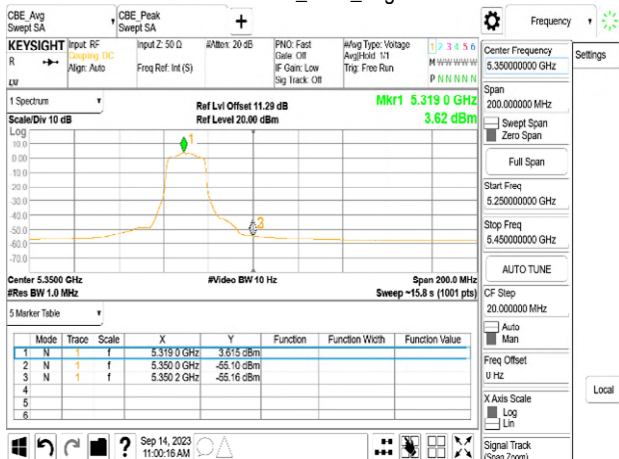 CBE_Avg
Swept SA
CBE_Peak
Swept SA
+
Frequency
KEYSIGHT
R
Input: RF
Coupling: DC
Align: Auto
Input Z: 50 Ω
Freq Ref: Int (S)
#Atten: 20 dB
PNO: Fast
Gate: Off
IF Gain: Low
Sig Track: Off
#Avg Type: Voltage
Avg|Hold: 1/1
Trig: Free Run
1 2 3 4 5 6
M W W W W W
P N N N N N
Center Frequency
5.350000000 GHz
Settings
1 Spectrum
Scale/Div 10 dB
Ref Lvl Offset 11.29 dB
Ref Level 20.00 dBm
Mkr1 5.319 0 GHz
3.62 dBm
Span
200.000000 MHz
Swept Span
Zero Span
Full Span
Start Freq
5.250000000 GHz
Stop Freq
5.450000000 GHz
AUTO TUNE
CF Step
20.000000 MHz
Auto
Man
Freq Offset
0 Hz
X Axis Scale
Log
Lin
Signal Track
(Span Zoom)
Local
Log
10.0
0.00
-10.0
-20.0
-30.0
-40.0
-50.0
-60.0
-70.0
1
3
Center 5.3500 GHz
#Res BW 1.0 MHz
#Video BW 10 Hz
Span 200.0 MHz
Sweep ~15.8 s (1001 pts)
5 Marker Table
Mode Trace Scale X Y Function Function Width Function Value
1 N 1 f 5.319 0 GHz 3.615 dBm
2 N 1 f 5.350 0 GHz -55.10 dBm
3 N 1 f 5.350 2 GHz -55.16 dBm
4
5
6
?
Sep 14, 2023
11:00:16 AM